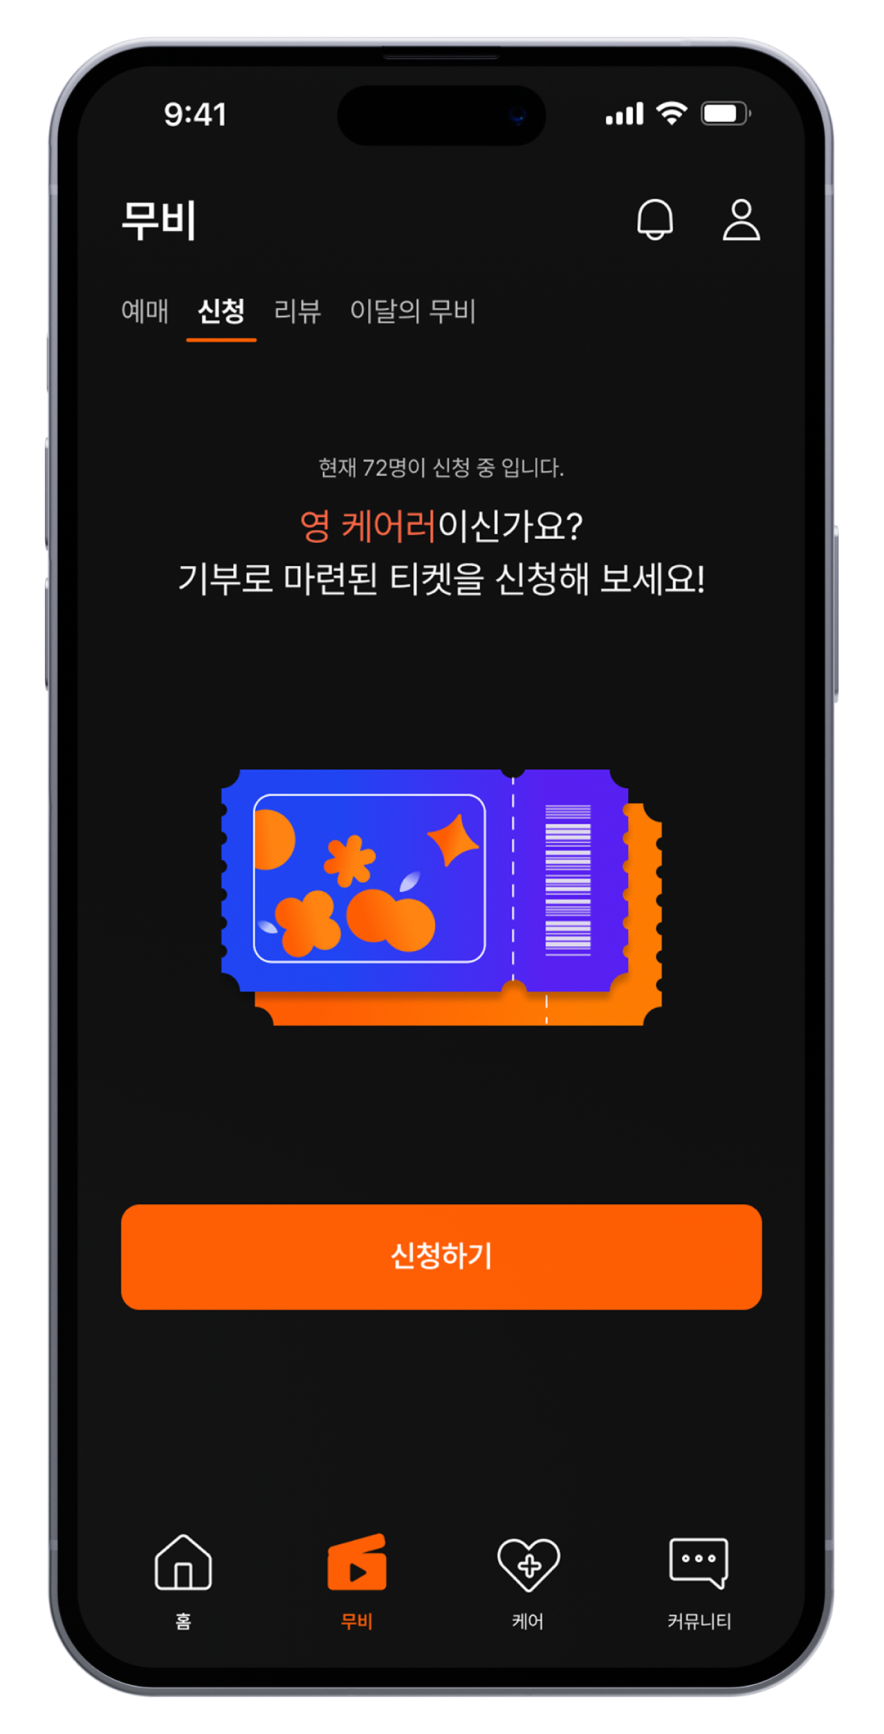 9:41
무비
예매 신청 리뷰 이달의 무비
현재 72명이 신청 중 입니다.
영 케어러이신가요?
기부로 마련된 티켓을 신청해 보세요!
신청하기
홈 무비 케어 커뮤니티